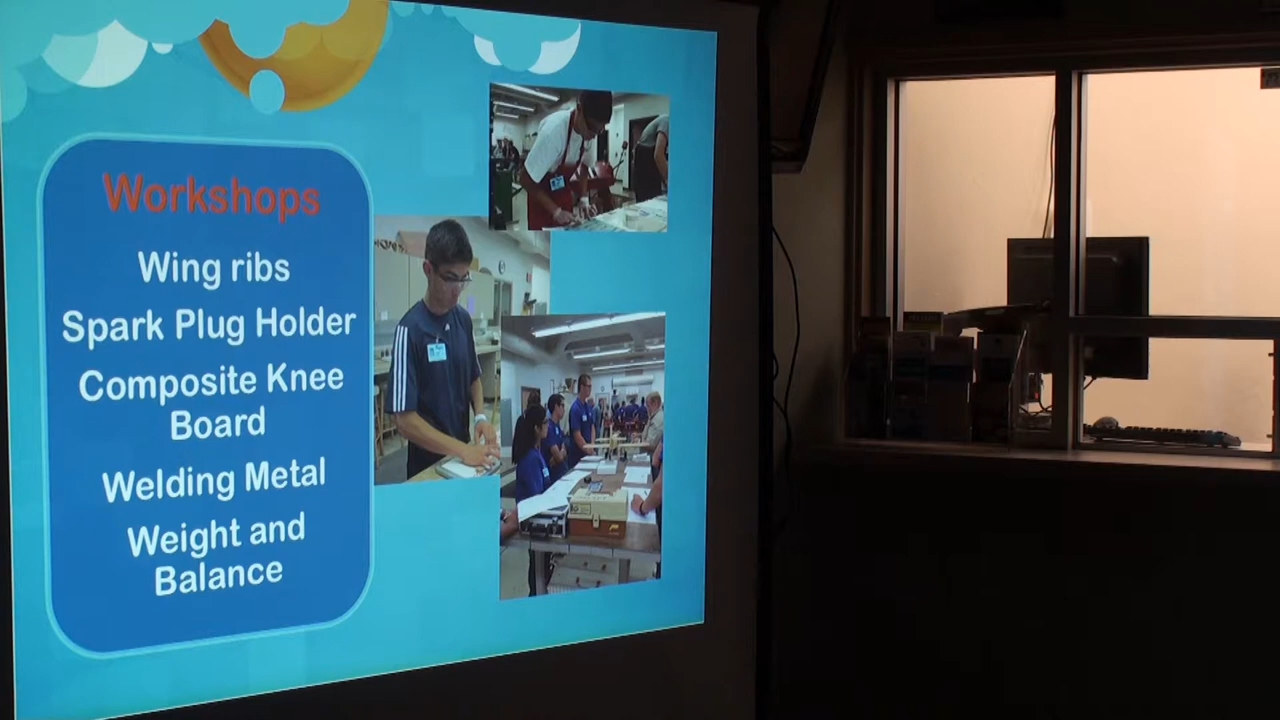 Workshops
Wing ribs
Spark Plug Holder
Composite Knee
Board
Welding Metal
Weight and
Balance